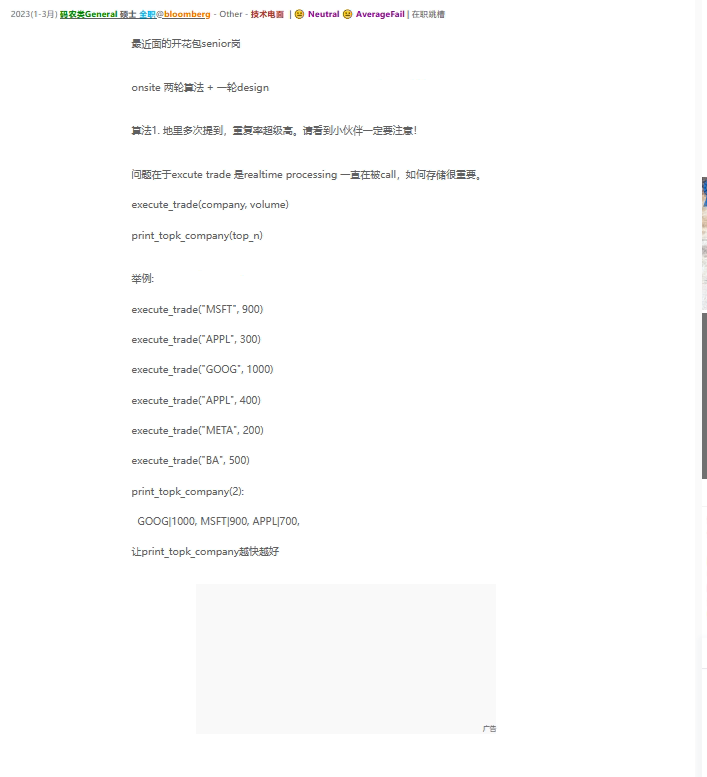 2023(1-3月) 码农类General 硕士 全职@bloomberg - Other - 技术电面 | 😐 Neutral 😐 AverageFail | 在职跳槽
最近面的开花包senior岗
onsite 两轮算法 + 一轮design
算法1. 地里多次提到，重复率超级高。请看到小伙伴一定要注意！
问题在于excute trade 是realtime processing 一直在被call，如何存储很重要。
execute_trade(company, volume)
print_topk_company(top_n)
举例:
execute_trade("MSFT", 900)
execute_trade("APPL", 300)
execute_trade("GOOG", 1000)
execute_trade("APPL", 400)
execute_trade("META", 200)
execute_trade("BA", 500)
print_topk_company(2):
GOOG|1000, MSFT|900, APPL|700,
让print_topk_company越快越好
广告